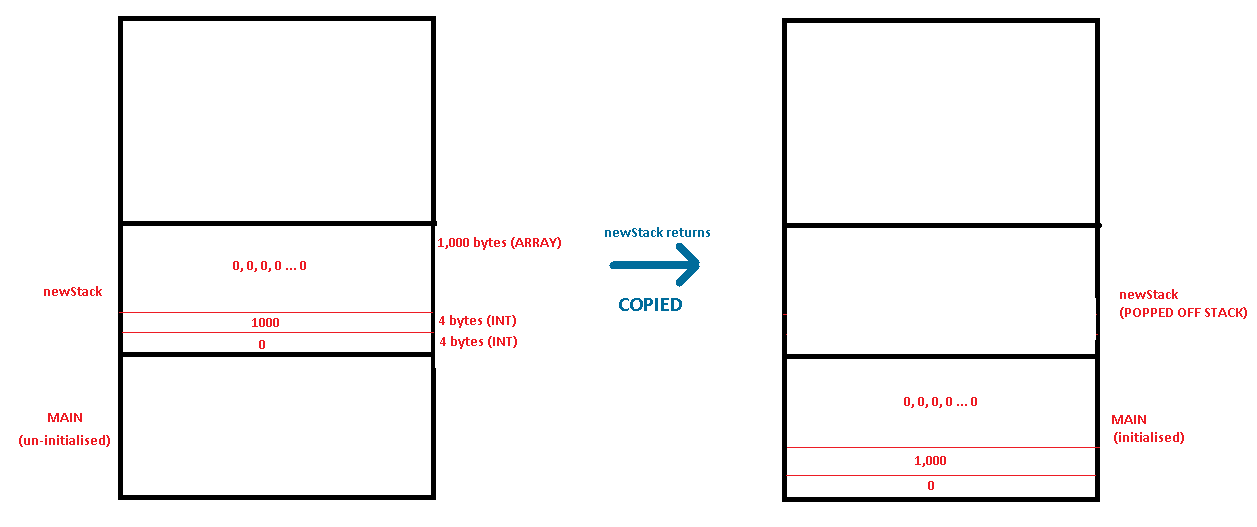 newStack
MAIN
(un-initialised)
0, 0, 0, 0 ... 0
1000
0
1,000 bytes (ARRAY)
4 bytes (INT)
4 bytes (INT)
newStack returns
COPIED
0, 0, 0, 0 ... 0
1,000
0
newStack
(POPPED OFF STACK)
MAIN
(initialised)